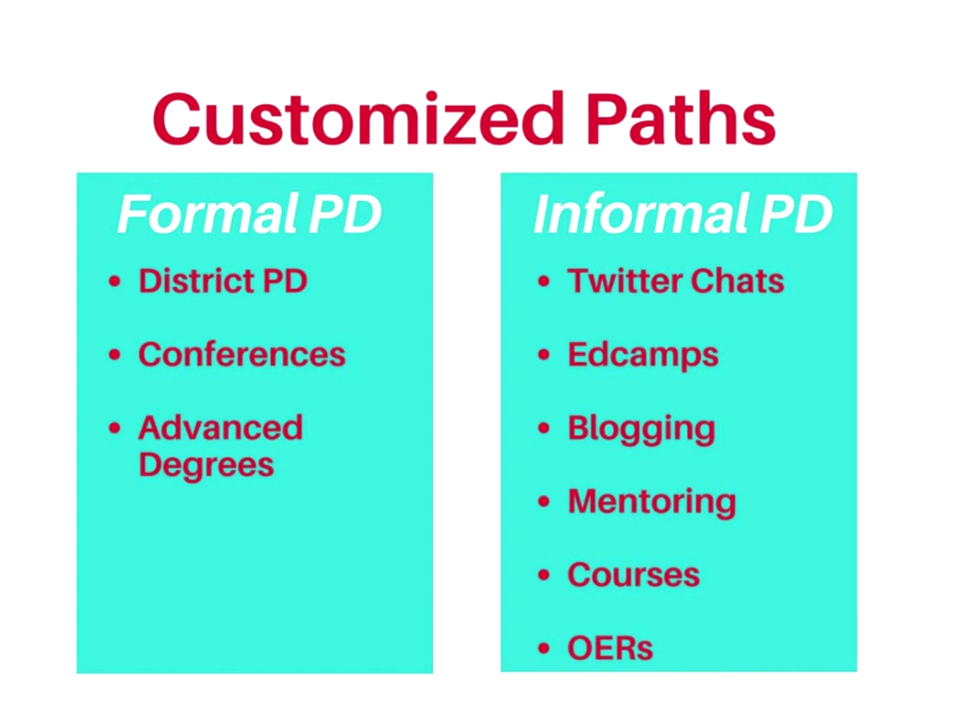 Customized Paths
Formal PD
• District PD
• Conferences
• Advanced
Degrees
Informal PD
• Twitter Chats
• Edcamps
• Blogging
• Mentoring
• Courses
• OERs